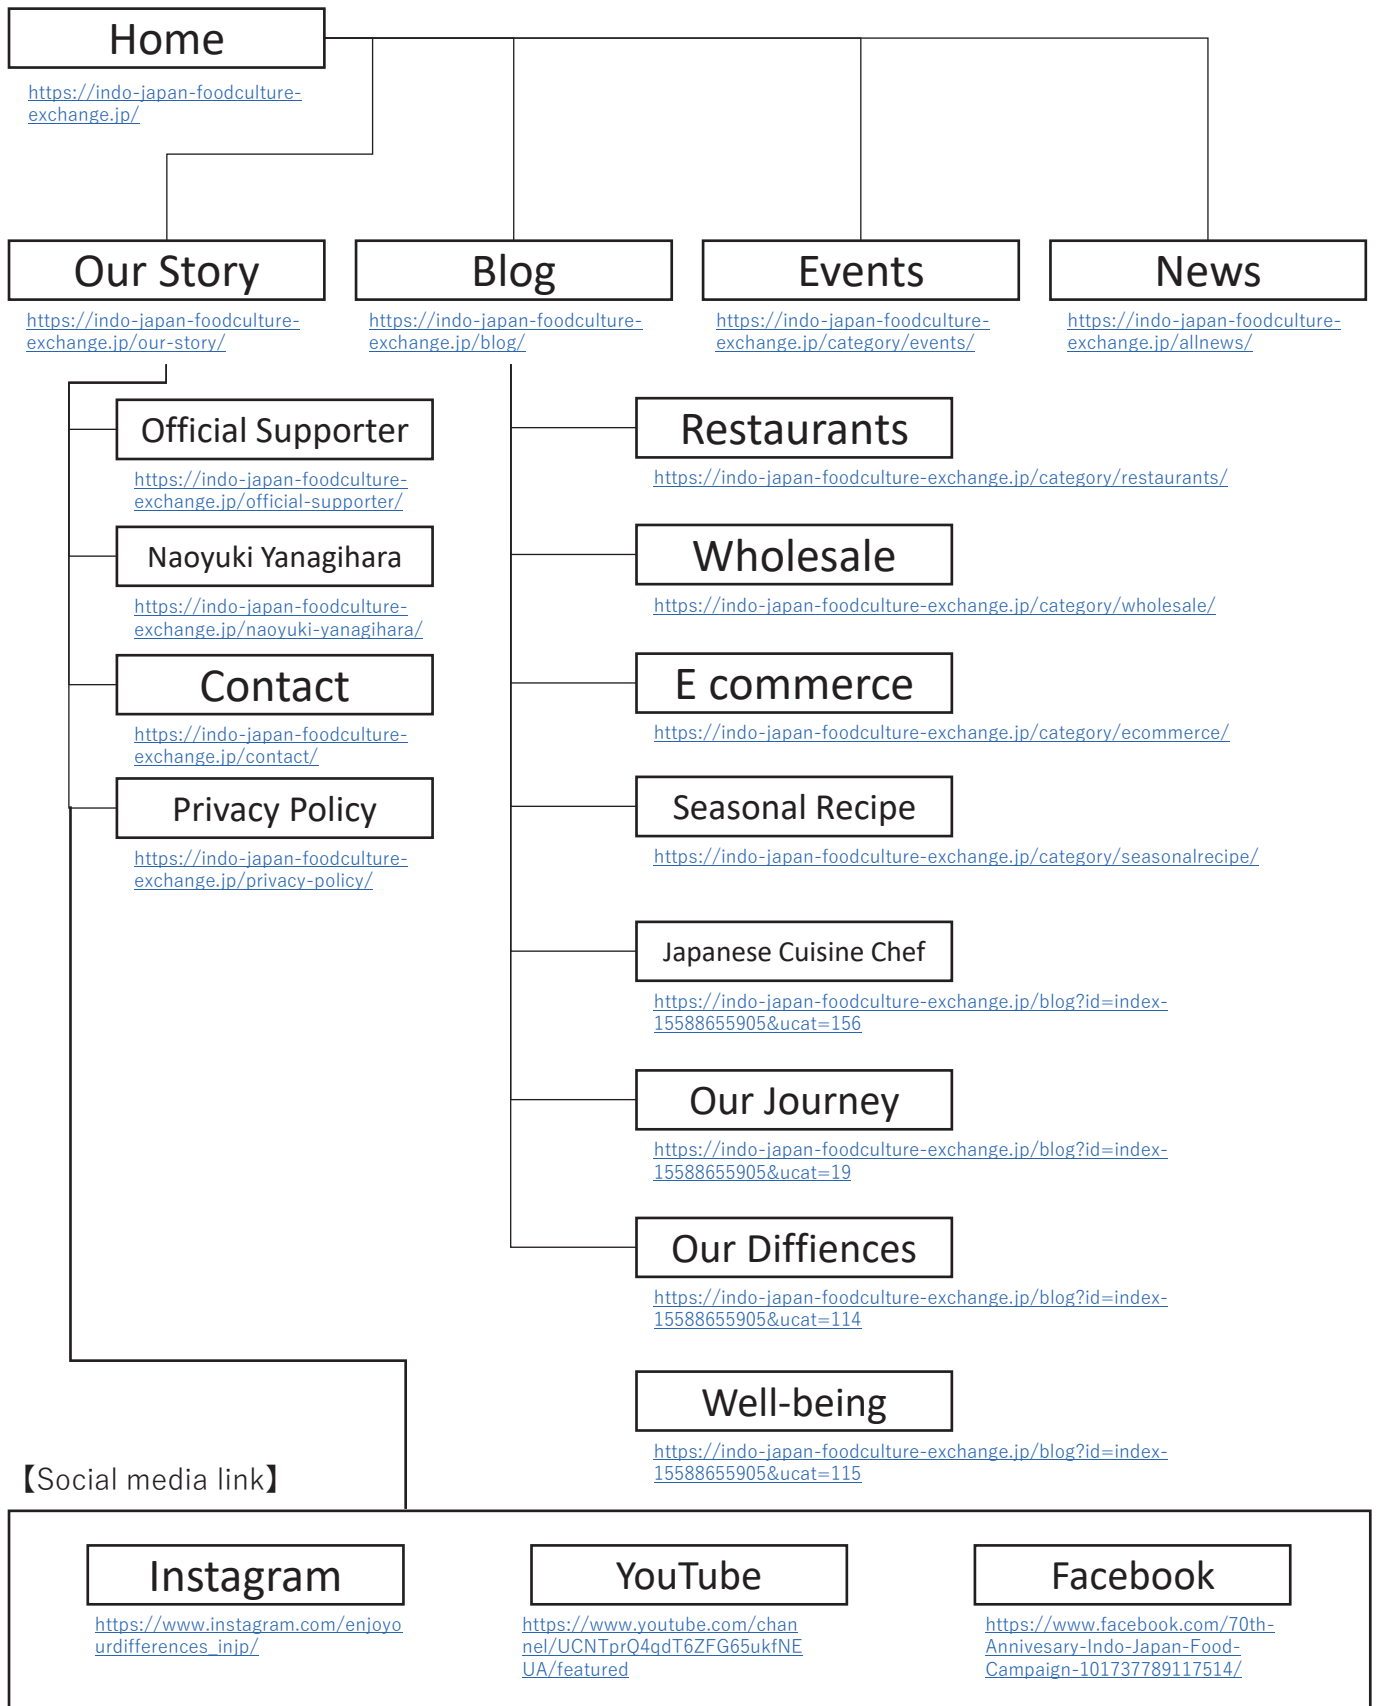 Home
https://indo-japan-foodculture-
exchange.jp/
Our Story
https://indo-japan-foodculture-
exchange.jp/our-story/
Blog
https://indo-japan-foodculture-
exchange.jp/blog/
Events
https://indo-japan-foodculture-
exchange.jp/category/events/
News
https://indo-japan-foodculture-
exchange.jp/allnews/
Official Supporter
https://indo-japan-foodculture-
exchange.jp/official-supporter/
Naoyuki Yanagihara
https://indo-japan-foodculture-
exchange.jp/naoyuki-yanagihara/
Contact
https://indo-japan-foodculture-
exchange.jp/contact/
Privacy Policy
https://indo-japan-foodculture-
exchange.jp/privacy-policy/
Restaurants
https://indo-japan-foodculture-exchange.jp/category/restaurants/
Wholesale
https://indo-japan-foodculture-exchange.jp/category/wholesale/
E commerce
https://indo-japan-foodculture-exchange.jp/category/ecommerce/
Seasonal Recipe
https://indo-japan-foodculture-exchange.jp/category/seasonalrecipe/
Japanese Cuisine Chef
https://indo-japan-foodculture-exchange.jp/blog?id=index-
15588655905&ucat=156
Our Journey
https://indo-japan-foodculture-exchange.jp/blog?id=index-
15588655905&ucat=19
Our Diffiences
https://indo-japan-foodculture-exchange.jp/blog?id=index-
15588655905&ucat=114
Well-being
https://indo-japan-foodculture-exchange.jp/blog?id=index-
15588655905&ucat=115
【Social media link】
Instagram
https://www.instagram.com/enjoyo
urdifferences_injp/
YouTube
https://www.youtube.com/chan
nel/UCNTprQ4qdT6ZFG65ukfNE
UA/featured
Facebook
https://www.facebook.com/70th-
Annivesary-Indo-Japan-Food-
Campaign-101737789117514/